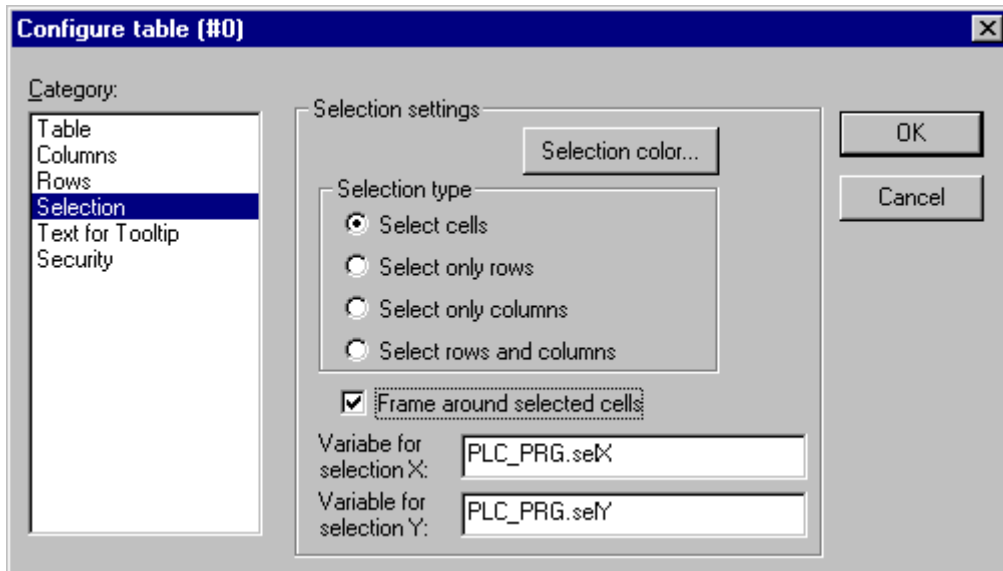 Configure table (#0)
Category:
Table
Columns
Rows
Selection
Text for Tooltip
Security
Selection settings
Selection color...
Selection type
Select cells
Select only rows
Select only columns
Select rows and columns
Frame around selected cells
Variabe for
selection X:
PLC_PRG.selX
Variable for
selection Y:
PLC_PRG.selY
OK
Cancel